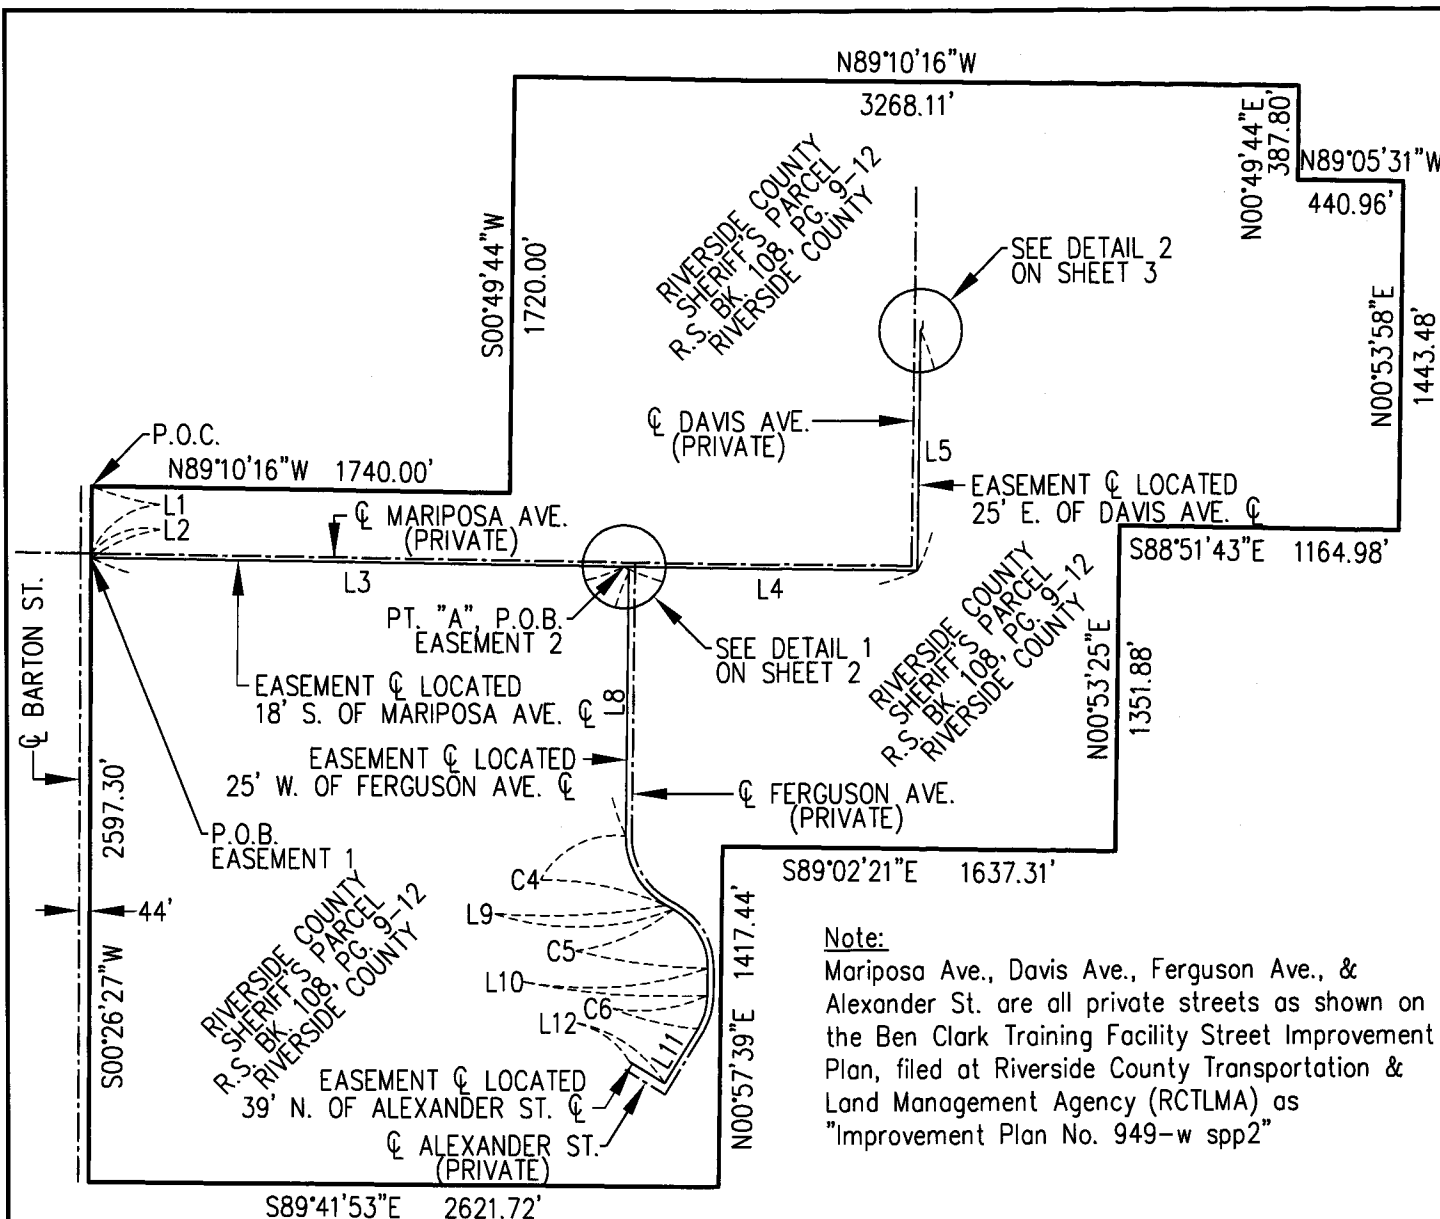 N89°10'16"W
3268.11'
N00°49'44"E
387.80'
N89°05'31"W
440.96'
RIVERSIDE COUNTY
SHERIFF'S PARCEL
R.S. BK. 108, PG. 9-12
RIVERSIDE COUNTY
S00°49'44"W
1720.00'
SEE DETAIL 2
ON SHEET 3
N00°53'58"E
1443.48'
℄ DAVIS AVE.
(PRIVATE)
L5
P.O.C.
N89°10'16"W 1740.00'
L1
L2
℄ MARIPOSA AVE.
(PRIVATE)
EASEMENT ℄ LOCATED
25' E. OF DAVIS AVE. ℄
S88°51'43"E 1164.98'
L3
L4
PT. "A", P.O.B.
EASEMENT 2
SEE DETAIL 1
ON SHEET 2
RIVERSIDE COUNTY
SHERIFF'S PARCEL
R.S. BK. 108, PG. 9-12
RIVERSIDE COUNTY
N00°53'25"E
1351.88'
℄ BARTON ST.
EASEMENT ℄ LOCATED
18' S. OF MARIPOSA AVE. ℄
L8
EASEMENT ℄ LOCATED
25' W. OF FERGUSON AVE. ℄
℄ FERGUSON AVE.
(PRIVATE)
2597.30'
P.O.B.
EASEMENT 1
S89°02'21"E 1637.31'
C4
44'
L9
C5
L10
C6
L12
L11
S00°26'27"W
RIVERSIDE COUNTY
SHERIFF'S PARCEL
R.S. BK. 108, PG. 9-12
RIVERSIDE COUNTY
N00°57'39"E 1417.44'
EASEMENT ℄ LOCATED
39' N. OF ALEXANDER ST. ℄
℄ ALEXANDER ST.
(PRIVATE)
S89°41'53"E 2621.72'
Note:
Mariposa Ave., Davis Ave., Ferguson Ave., &
Alexander St. are all private streets as shown on
the Ben Clark Training Facility Street Improvement
Plan, filed at Riverside County Transportation &
Land Management Agency (RCTLMA) as
"Improvement Plan No. 949-w spp2"